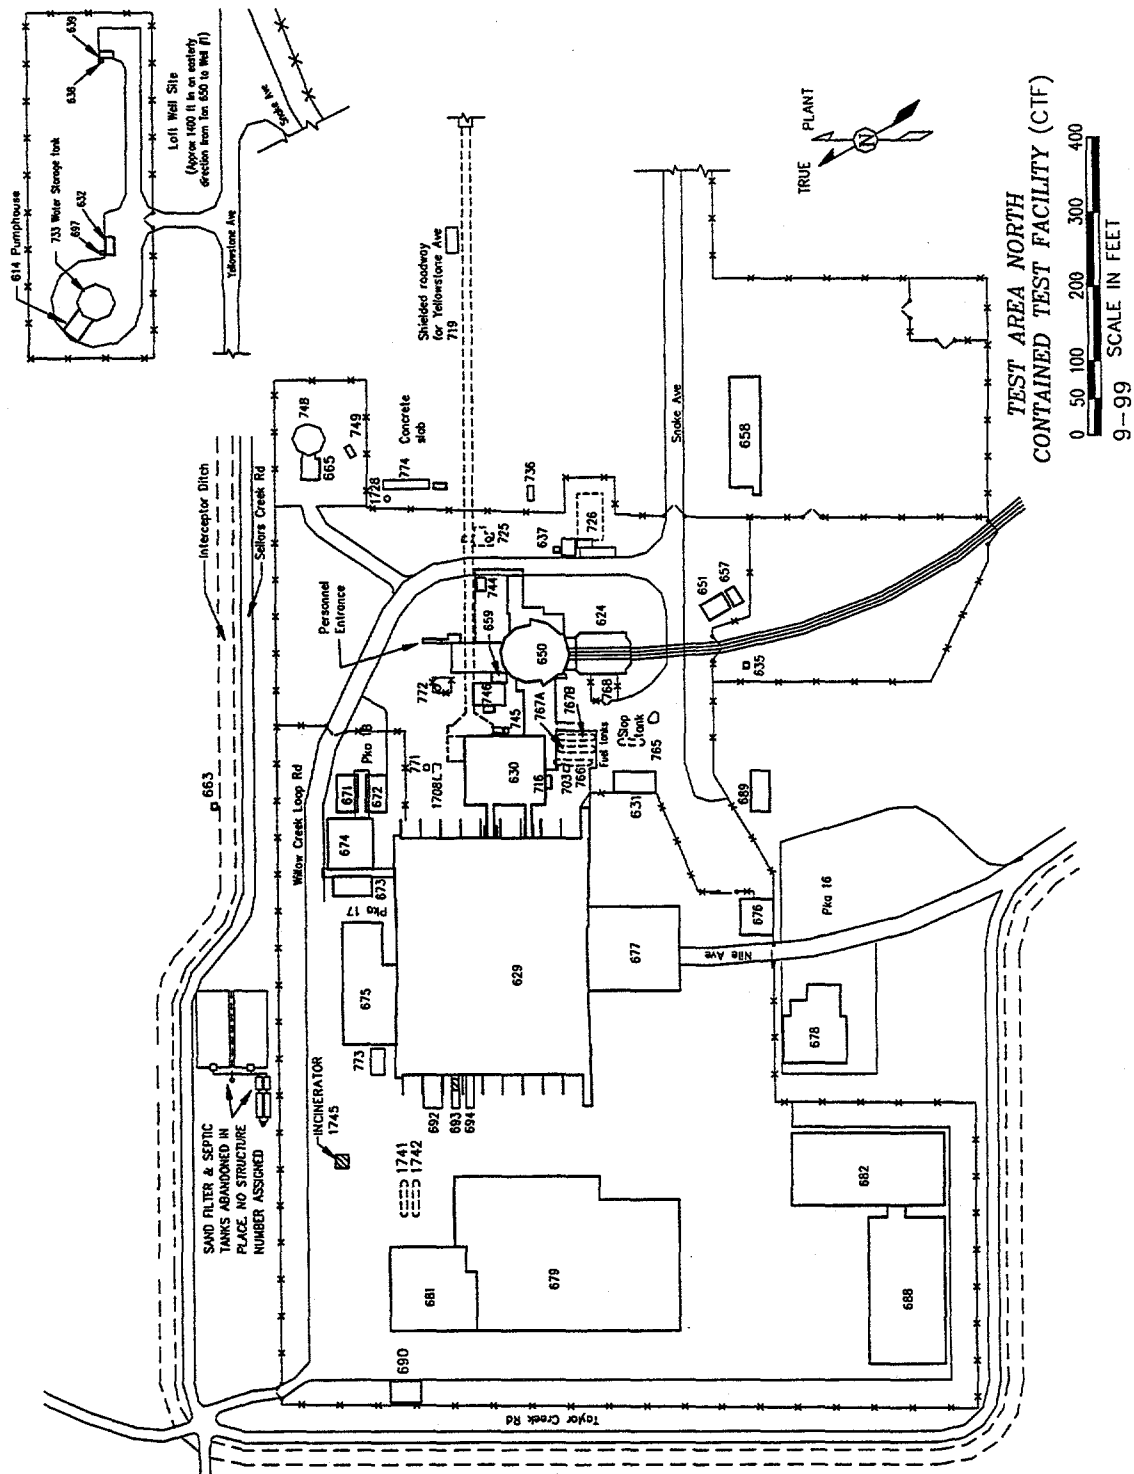 614 Pumphouse
733 Water Storage tank
697
632
638
639
Loft Well Site
(Approx 1400 ft in an easterly
direction from Tan 650 to Well #1)
Yellowstone Ave
Snake Ave
Interceptor Ditch
Sellars Creek Rd
748
665
749
1728
774
Concrete
slab
Shielded roadway
for Yellowstone Ave
719
736
725
637
726
Snake Ave
658
TRUE
PLANT
N
Personnel
Entrance
744
659
650
624
651
657
635
772
746
745
767A
767B
768
Fuel tanks
Slop
tank
765
703
766
716
630
631
689
771
1708
663
Willow Creek Loop Rd
Pka 18
671
672
674
673
Pka 17
675
629
677
676
Nile Ave
Pka 16
678
773
692
693
694
INCINERATOR
1745
SAND FILTER & SEPTIC
TANKS ABANDONED IN
PLACE. NO STRUCTURE
NUMBER ASSIGNED
1741
1742
681
679
682
688
690
Taylor Creek Rd
TEST AREA NORTH
CONTAINED TEST FACILITY (CTF)
0 50 100 200 300 400
SCALE IN FEET
9-99